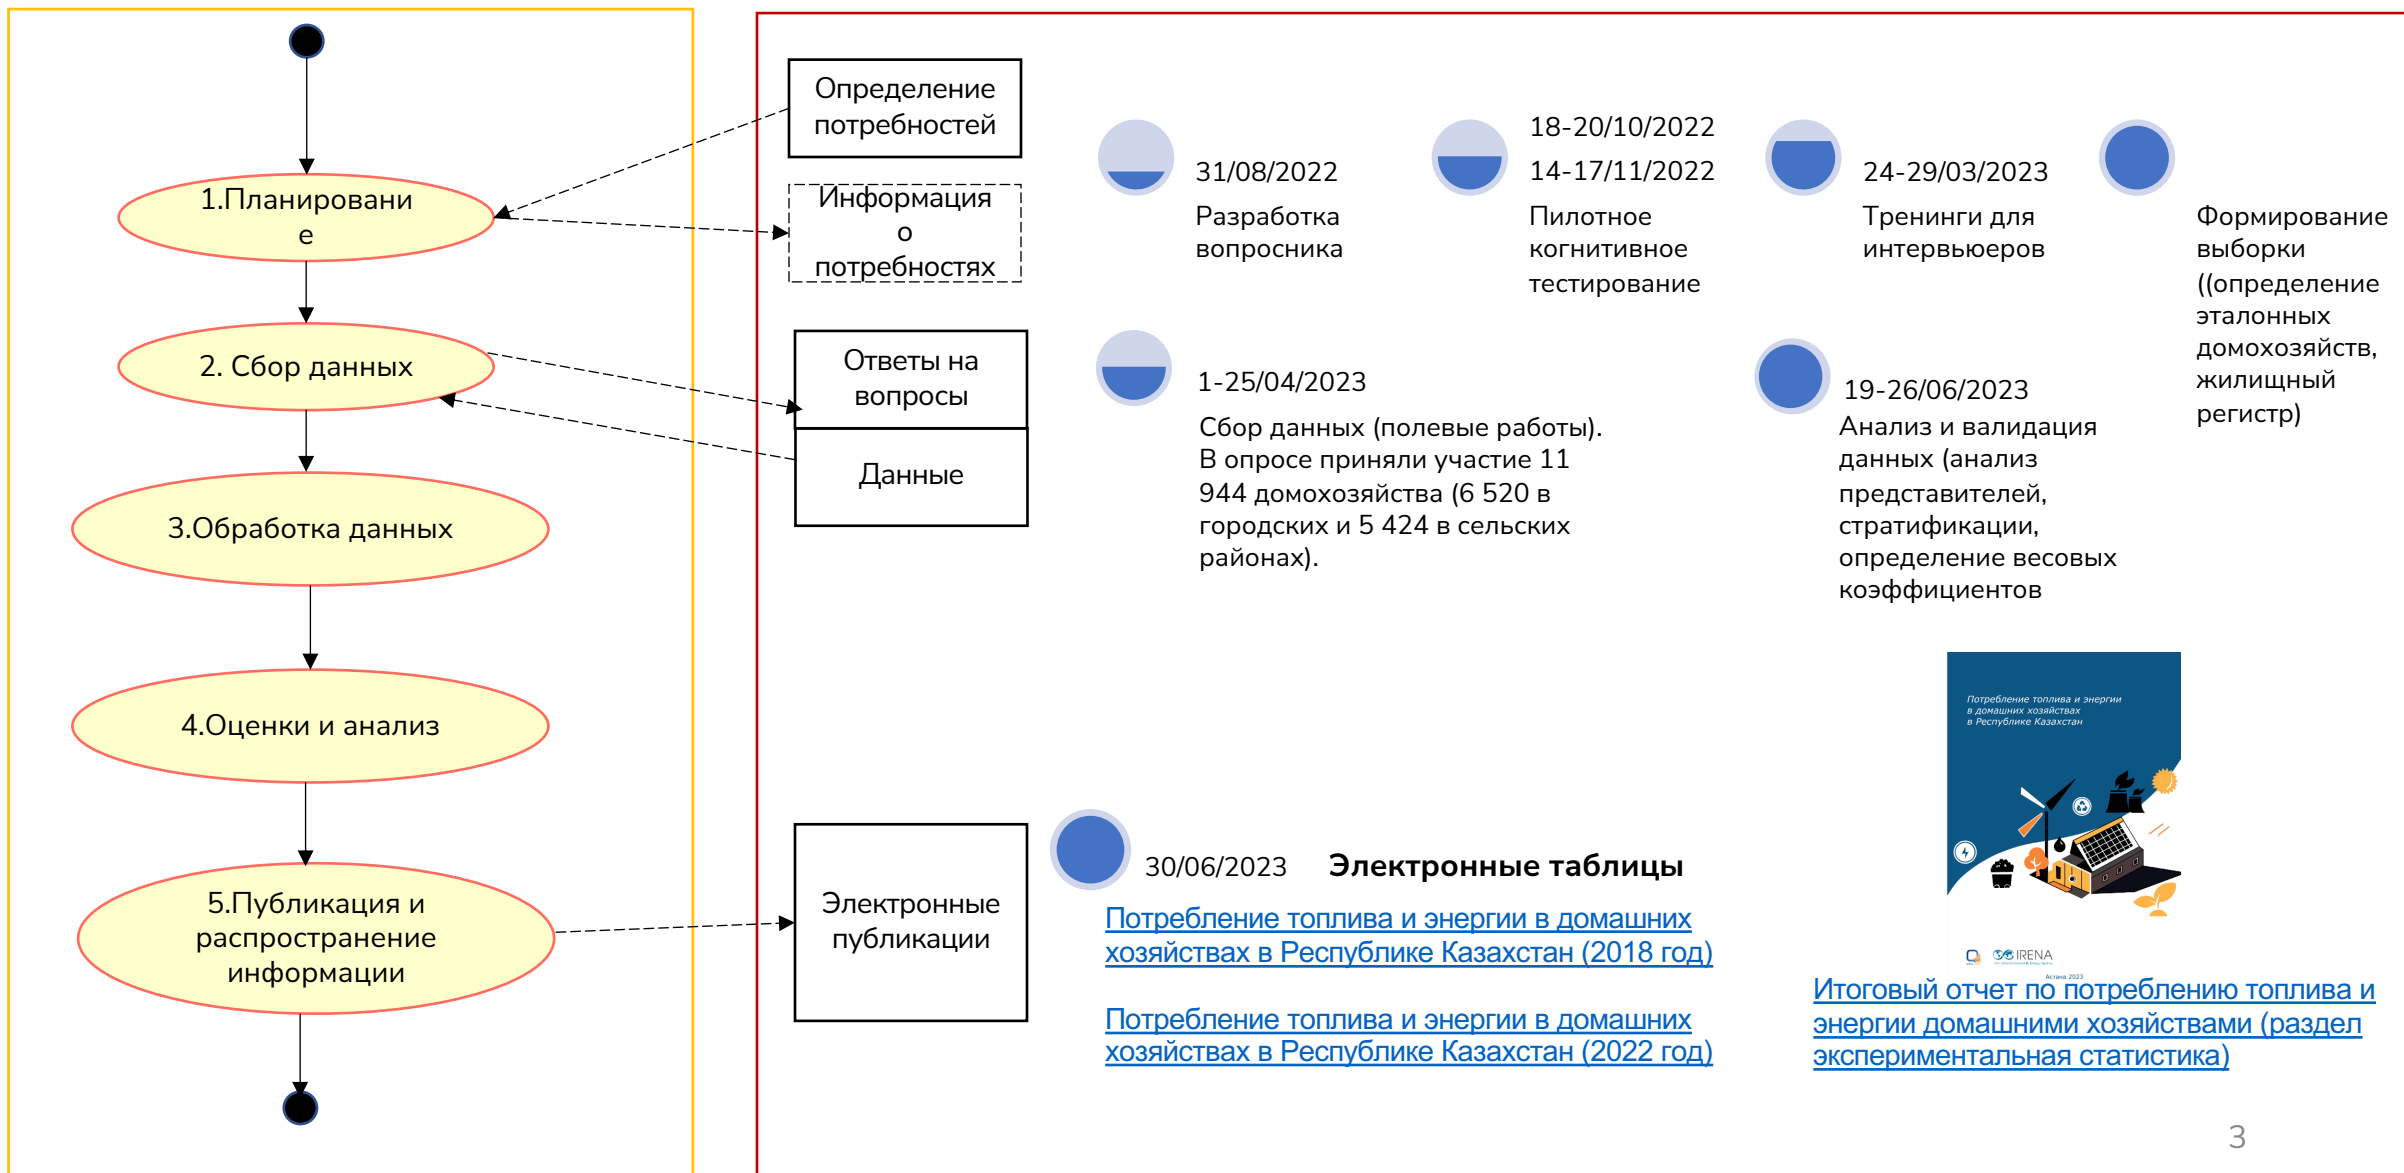 1.Планировани
е
2. Сбор данных
3.Обработка данных
4.Оценки и анализ
5.Публикация и
распространение
информации
Определение
потребностей
Информация
о
потребностях
Ответы на
вопросы
Данные
Электронные
публикации
31/08/2022
Разработка
вопросника
18-20/10/2022
14-17/11/2022
Пилотное
когнитивное
тестирование
24-29/03/2023
Тренинги для
интервьюеров
Формирование
выборки
((определение
эталонных
домохозяйств,
жилищный
регистр)
1-25/04/2023
Сбор данных (полевые работы).
В опросе приняли участие 11
944 домохозяйства (6 520 в
городских и 5 424 в сельских
районах).
19-26/06/2023
Анализ и валидация
данных (анализ
представителей,
стратификации,
определение весовых
коэффициентов
30/06/2023 Электронные таблицы
Потребление топлива и энергии в домашних
хозяйствах в Республике Казахстан (2018 год)
Потребление топлива и энергии в домашних
хозяйствах в Республике Казахстан (2022 год)
Потребление топлива и энергии
в домашних хозяйствах
в Республике Казахстан
IRENA
Астана 2023
Итоговый отчет по потреблению топлива и
энергии домашними хозяйствами (раздел
экспериментальная статистика)
3